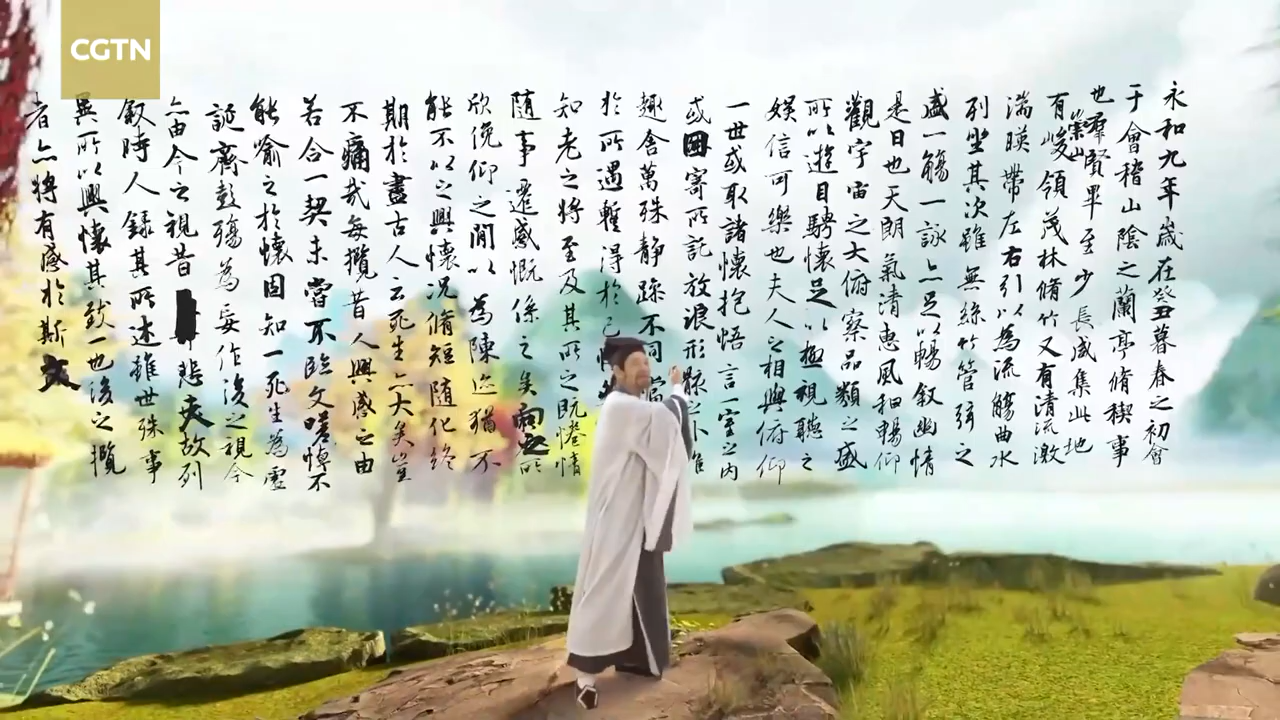 CGTN
永和九年歲在癸丑暮春之初會
于會稽山陰之蘭亭脩稧事
也羣賢畢至少長咸集此地
有崇山峻領茂林脩竹又有清流激
湍暎帶左右引以為流觴曲水
列坐其次雖無絲竹管弦之
盛一觴一詠亦足以暢叙幽情
是日也天朗氣清惠風和暢仰
觀宇宙之大俯察品類之盛
所以遊目騁懷足以極視聽之
娛信可樂也夫人之相與俯仰
一世或取諸懷抱悟言一室之內
或因寄所託放浪形骸之外雖
趣舍萬殊靜躁不同當
於所遇蹔得於己快
知老之將至及其所之既惓情
隨事遷感慨係之矣向之所
欣俛仰之閒以為陳迹猶不
能不以之興懷況脩短隨化終
期於盡古人云死生亦大矣豈
不痛哉每攬昔人興感之由
若合一契未嘗不臨文嗟悼不
能喻之於懷固知一死生為虛
誕齊彭殤為妄作後之視今
亦由今之視昔悲夫故列
叙時人錄其所述雖世殊事
異所以興懷其致一也後之攬
者亦將有感於斯文